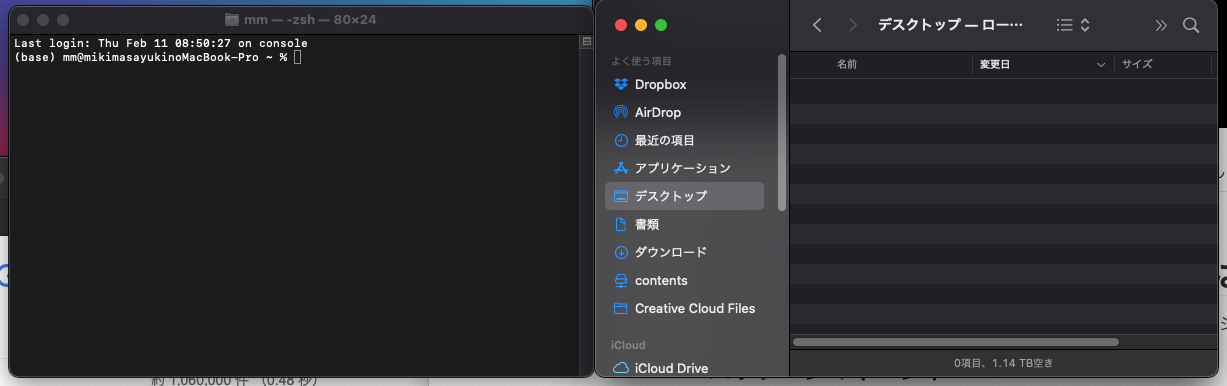 mm — -zsh — 80×24
Last login: Thu Feb 11 08:50:27 on console
(base) mm@mikimasayukinoMacBook-Pro ~ %
デスクトップ — ロー…
よく使う項目
Dropbox
AirDrop
最近の項目
アプリケーション
デスクトップ
書類
ダウンロード
contents
Creative Cloud Files
iCloud
iCloud Drive
名前 変更日 サイズ
0項目、1.14 TB空き
約 1,060,000 件 （0.48 秒）